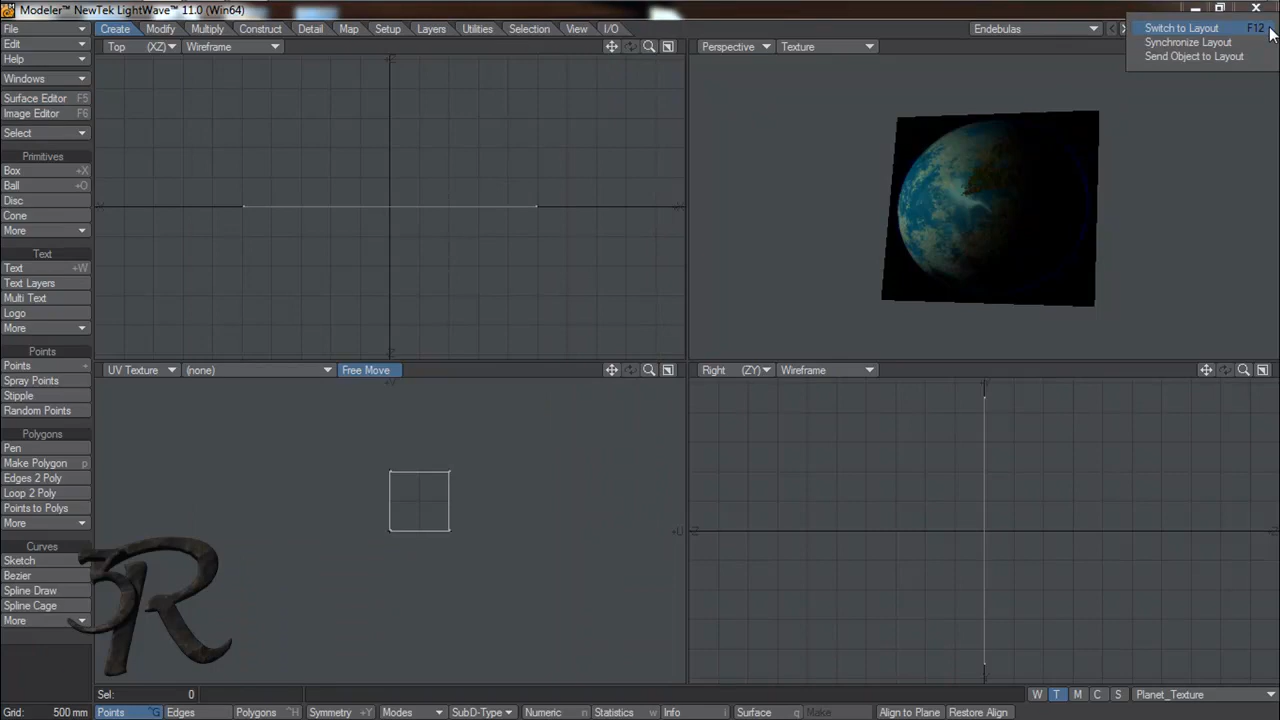 Modeler™ NewTek LightWave™ 11.0 (Win64)
File
Create Modify Multiply Construct Detail Map Setup Layers Utilities Selection View I/O
Endebulas
Switch to Layout F12
Synchronize Layout
Send Object to Layout
Edit
Help
Windows
Surface Editor F5
Image Editor F6
Select
Primitives
Box +X
Ball +O
Disc
Cone
More
Text
Text +W
Text Layers
Multi Text
Logo
More
Points
Points +
Spray Points
Stipple
Random Points
Polygons
Pen
Make Polygon p
Edges 2 Poly
Loop 2 Poly
Points to Polys
More
Curves
Sketch
Bezier
Spline Draw
Spline Cage
More
Top (XZ) Wireframe
Perspective Texture
UV Texture (none) Free Move
Right (ZY) Wireframe
R
Sel: 0
W T M C S Planet_Texture
Grid: 500 mm
Points ^G Edges Polygons ^H Symmetry +Y Modes SubD-Type Numeric n Statistics w Info i Surface q Make Align to Plane Restore Align